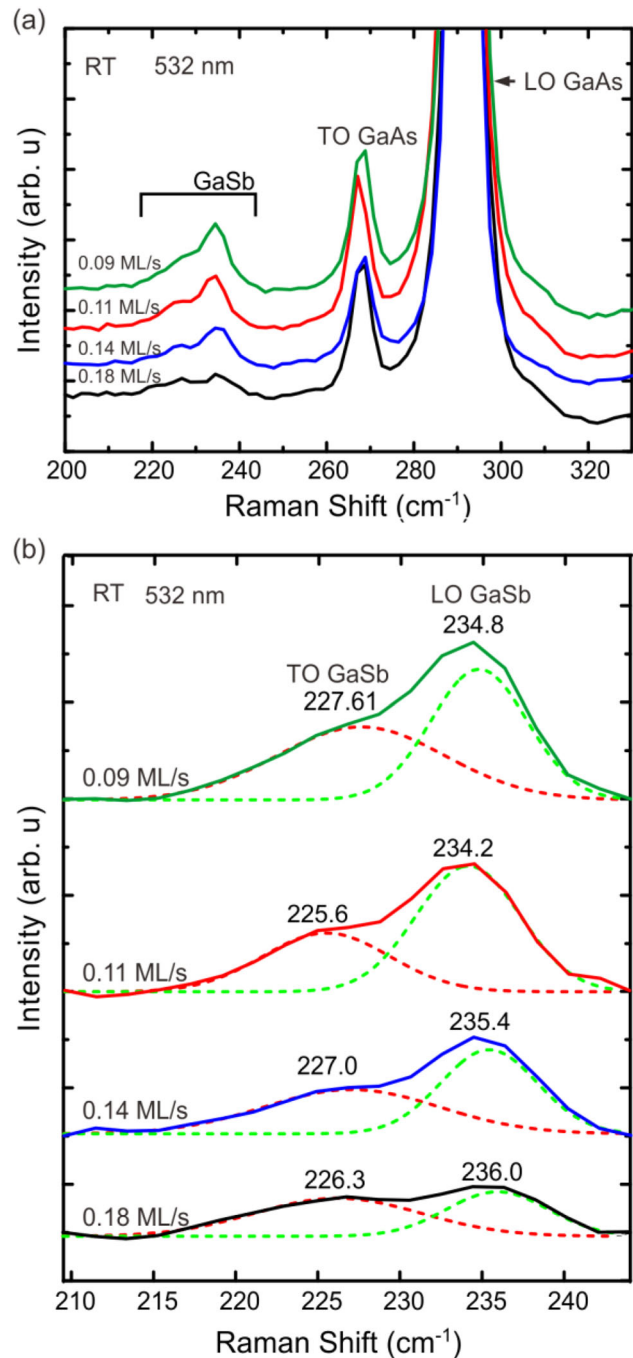 (a)
RT 532 nm
LO GaAs
TO GaAs
GaSb
0.09 ML/s
0.11 ML/s
0.14 ML/s
0.18 ML/s
Intensity (arb. u)
200 220 240 260 280 300 320
Raman Shift (cm⁻¹)
(b)
RT 532 nm
LO GaSb
234.8
TO GaSb
227.61
0.09 ML/s
234.2
225.6
0.11 ML/s
235.4
227.0
0.14 ML/s
226.3 236.0
0.18 ML/s
Intensity (arb. u)
210 215 220 225 230 235 240
Raman Shift (cm⁻¹)